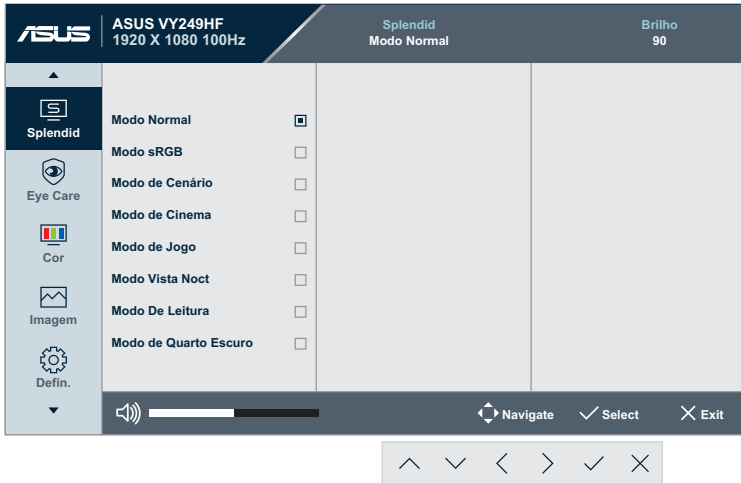 ASUS
ASUS VY249HF
1920 X 1080 100Hz
Splendid
Modo Normal
Brilho
90
Splendid
Eye Care
Cor
Imagem
Defin.
Modo Normal
Modo sRGB
Modo de Cenário
Modo de Cinema
Modo de Jogo
Modo Vista Noct
Modo De Leitura
Modo de Quarto Escuro
Navigate
Select
Exit